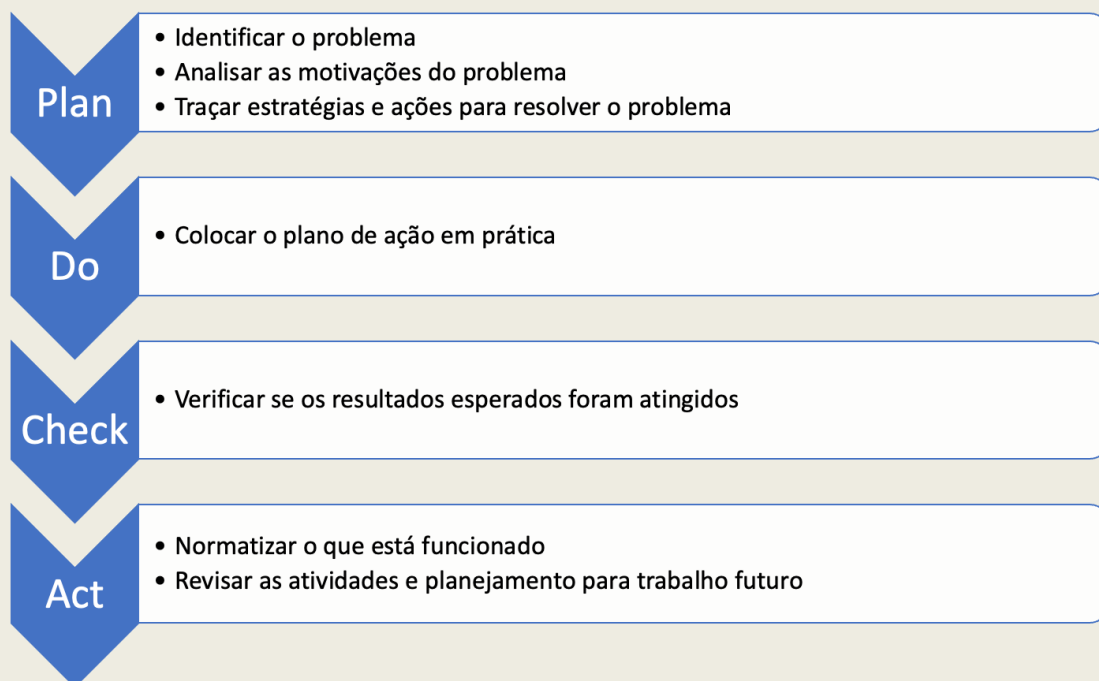 Plan
• Identificar o problema
• Analisar as motivações do problema
• Traçar estratégias e ações para resolver o problema
Do
• Colocar o plano de ação em prática
Check
• Verificar se os resultados esperados foram atingidos
Act
• Normatizar o que está funcionado
• Revisar as atividades e planejamento para trabalho futuro